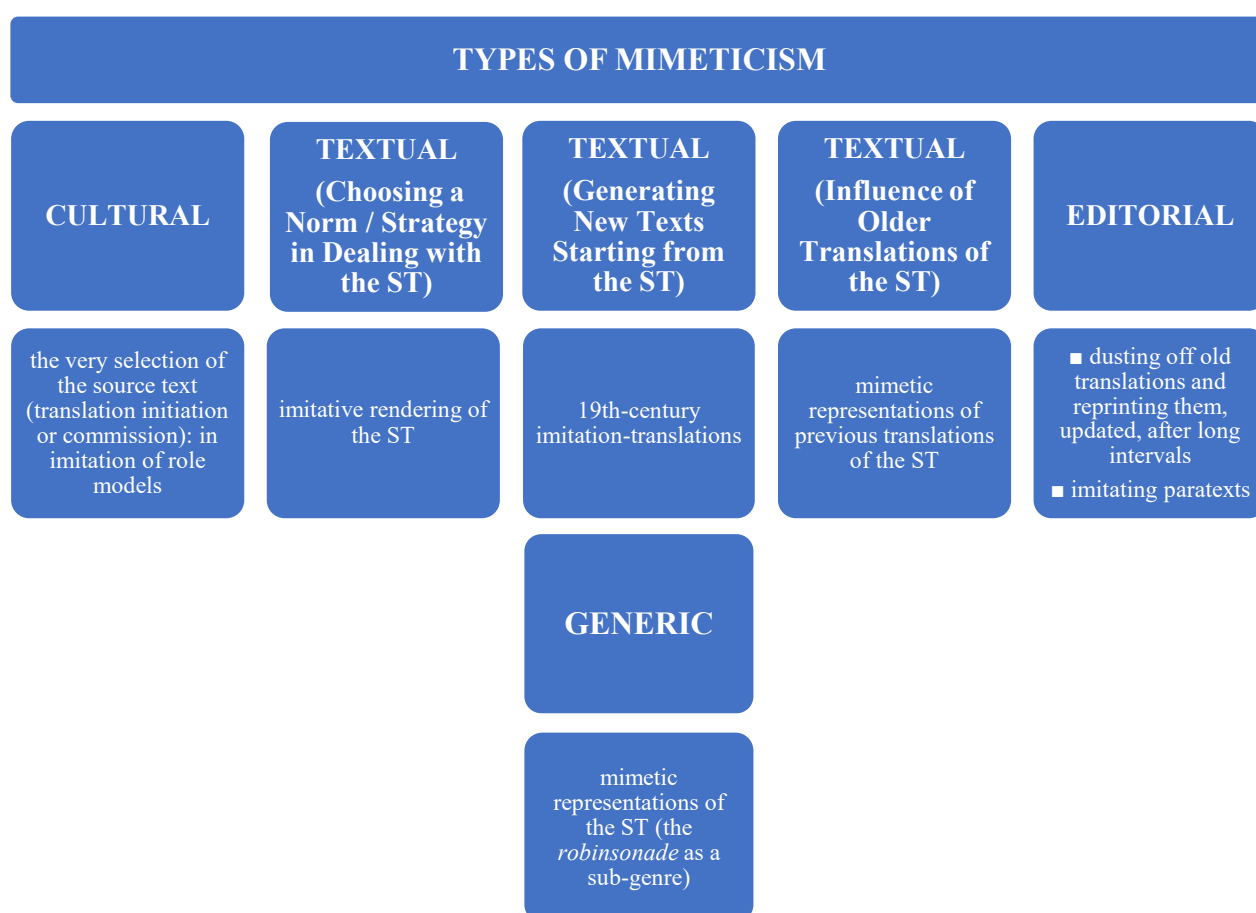 TYPES OF MIMETICISM
CULTURAL
TEXTUAL
(Choosing a
Norm / Strategy
in Dealing with
the ST)
TEXTUAL
(Generating
New Texts
Starting from
the ST)
TEXTUAL
(Influence of
Older
Translations of
the ST)
EDITORIAL
the very selection of
the source text
(translation initiation
or commission): in
imitation of role
models
imitative rendering of
the ST
19th-century
imitation-translations
mimetic
representations of
previous translations
of the ST
■ dusting off old
translations and
reprinting them,
updated, after long
intervals
■ imitating paratexts
GENERIC
mimetic
representations of
the ST (the
robinsonade as a
sub-genre)